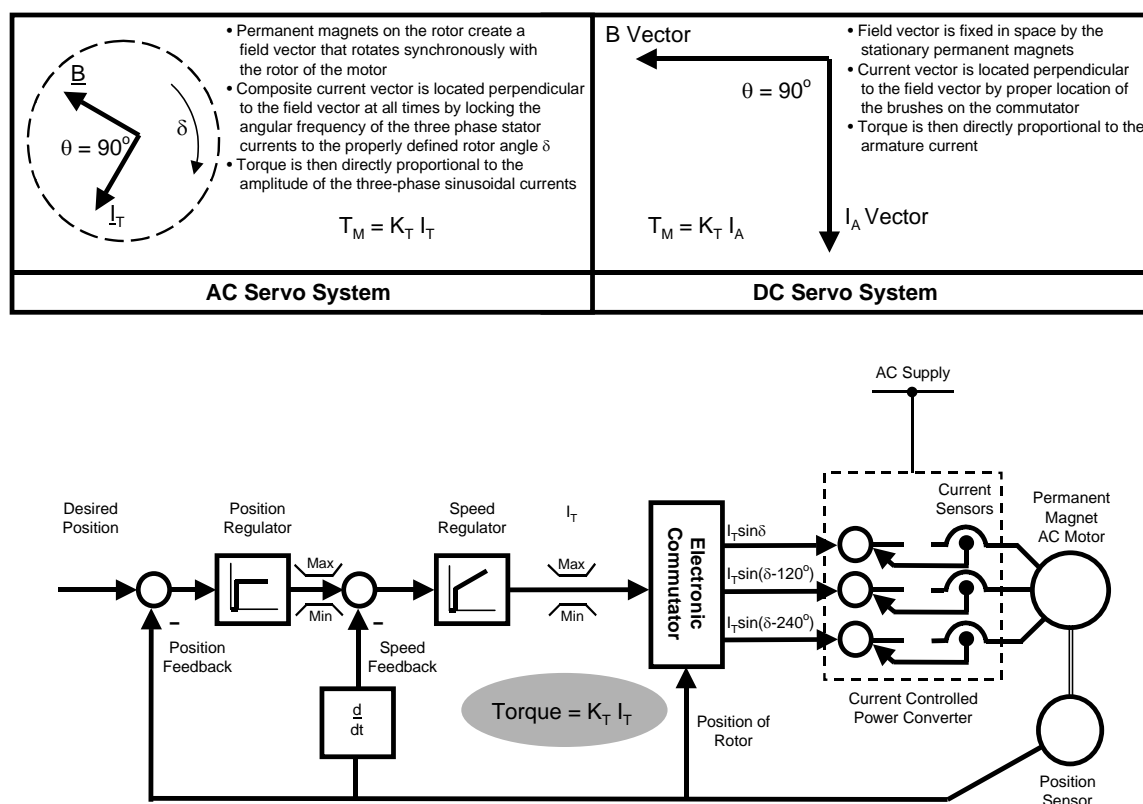 B
δ
θ = 90°
I_T
• Permanent magnets on the rotor create a
field vector that rotates synchronously with
the rotor of the motor
• Composite current vector is located perpendicular
to the field vector at all times by locking the
angular frequency of the three phase stator
currents to the properly defined rotor angle δ
• Torque is then directly proportional to the
amplitude of the three-phase sinusoidal currents
T_M = K_T I_T
AC Servo System
B Vector
θ = 90°
I_A Vector
T_M = K_T I_A
• Field vector is fixed in space by the
stationary permanent magnets
• Current vector is located perpendicular
to the field vector by proper location of
the brushes on the commutator
• Torque is then directly proportional to the
armature current
DC Servo System
AC Supply
Desired
Position
Position
Regulator
Speed
Regulator
I_T
Current
Sensors
Permanent
Magnet
AC Motor
Max
Min
Max
Min
Electronic
Commutator
I_Tsinδ
I_Tsin(δ-120°)
I_Tsin(δ-240°)
–
Position
Feedback
–
Speed
Feedback
d
dt
Torque = K_T I_T
Position of
Rotor
Current Controlled
Power Converter
Position
Sensor